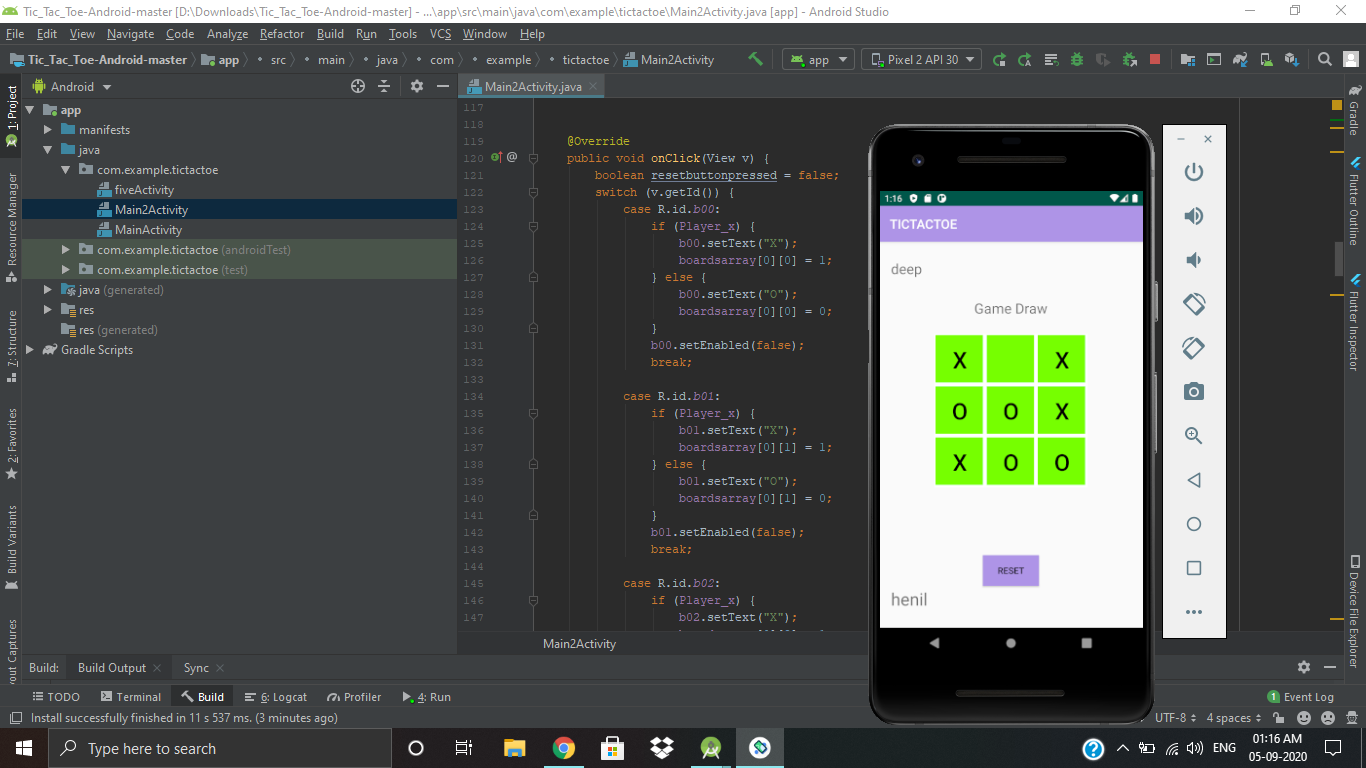 Tic_Tac_Toe-Android-master [D:\Downloads\Tic_Tac_Toe-Android-master] - ...\app\src\main\java\com\example\tictactoe\Main2Activity.java [app] - Android Studio
File Edit View Navigate Code Analyze Refactor Build Run Tools VCS Window Help
Tic_Tac_Toe-Android-master app src main java com example tictactoe Main2Activity app Pixel 2 API 30
Android
Main2Activity.java
1: Project
Resource Manager
7: Structure
2: Favorites
Build Variants
yout Captures
app
manifests
java
com.example.tictactoe
fiveActivity
Main2Activity
MainActivity
com.example.tictactoe (androidTest)
com.example.tictactoe (test)
java (generated)
res
res (generated)
Gradle Scripts
117
118
119 @Override
120 @ public void onClick(View v) {
121 boolean resetbuttonpressed = false;
122 switch (v.getId()) {
123 case R.id.b00:
124 if (Player_x) {
125 b00.setText("X");
126 boardsarray[0][0] = 1;
127 } else {
128 b00.setText("O");
129 boardsarray[0][0] = 0;
130 }
131 b00.setEnabled(false);
132 break;
133
134 case R.id.b01:
135 if (Player_x) {
136 b01.setText("X");
137 boardsarray[0][1] = 1;
138 } else {
139 b01.setText("O");
140 boardsarray[0][1] = 0;
141 }
142 b01.setEnabled(false);
143 break;
144
145 case R.id.b02:
146 if (Player_x) {
147 b02.setText("X");
Main2Activity
1:16
TICTACTOE
deep
Game Draw
X X
O O X
X O O
RESET
henil
Gradle
Flutter Outline
Flutter Inspector
Device File Explorer
Build: Build Output Sync
TODO Terminal Build 6: Logcat Profiler 4: Run 1 Event Log
Install successfully finished in 11 s 537 ms. (3 minutes ago) UTF-8 4 spaces
Type here to search
ENG
01:16 AM
05-09-2020